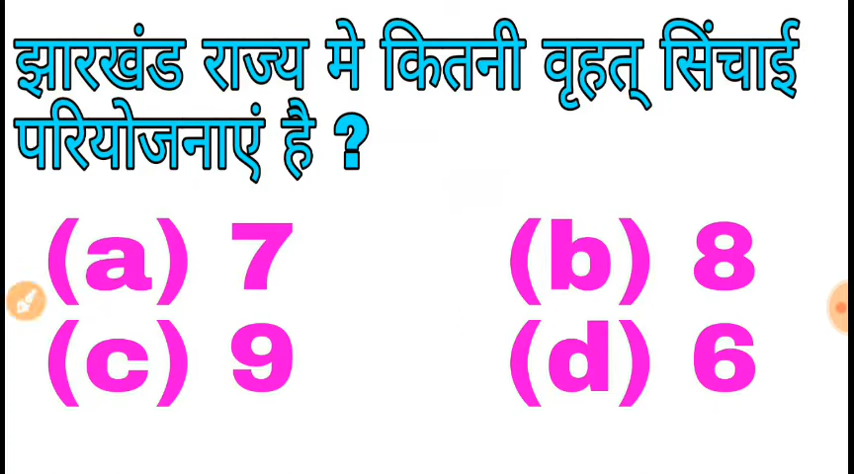 झारखंड राज्य मे कितनी वृहत् सिंचाई
परियोजनाएं है ?
(a) 7 (b) 8
(c) 9 (d) 6